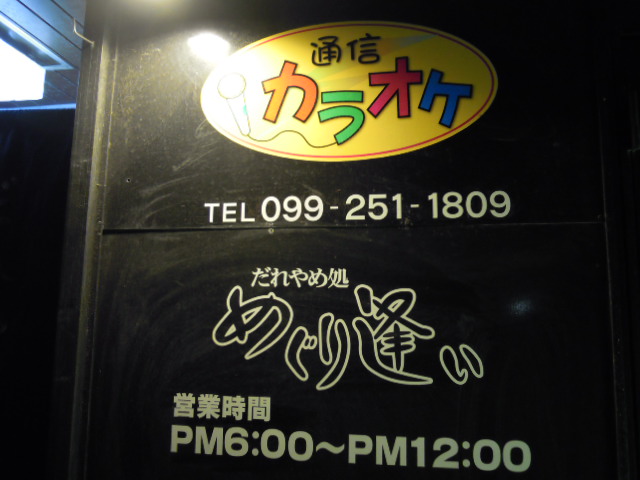 通信
カラオケ
TEL 099-251-1809
だれやめ処
めぐり逢い
営業時間
PM6:00〜PM12:00